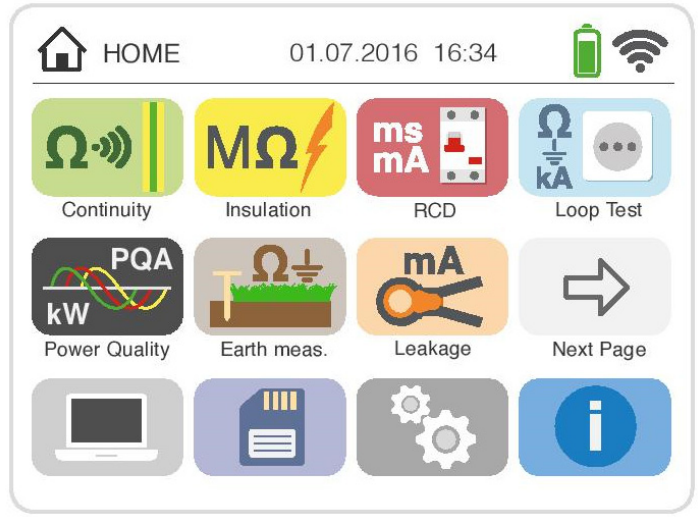 HOME 01.07.2016 16:34
Ω MΩ ms Ω
mA kA
Continuity Insulation RCD Loop Test
PQA Ω mA
kW
Power Quality Earth meas. Leakage Next Page
i